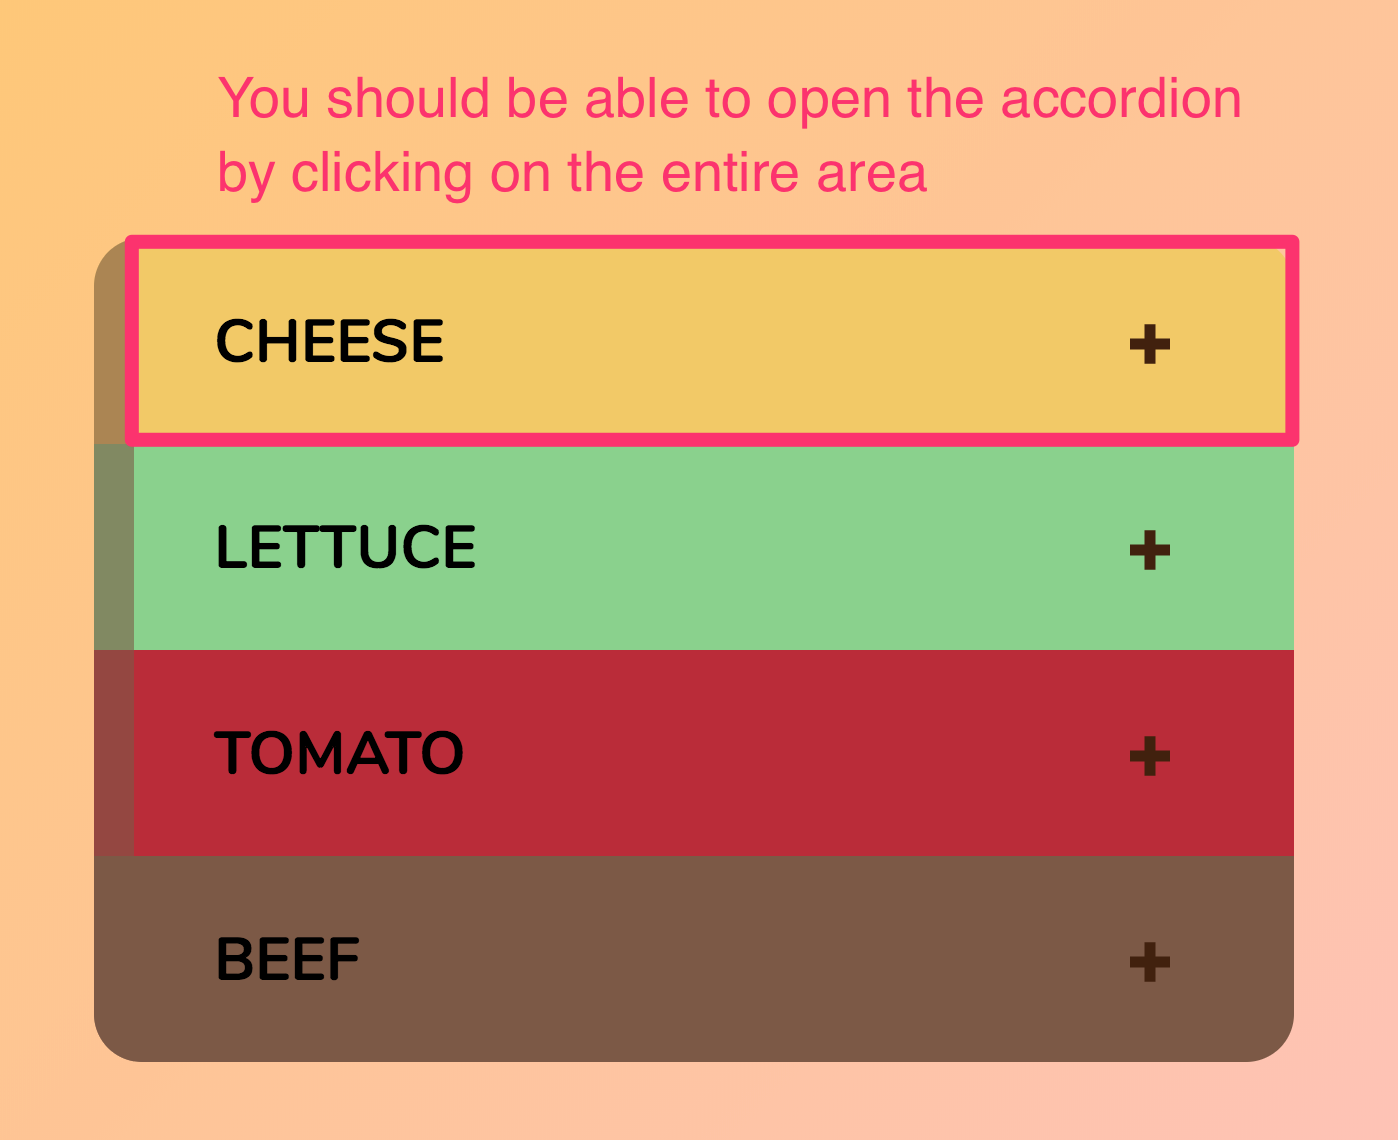 You should be able to open the accordion
by clicking on the entire area
CHEESE +
LETTUCE +
TOMATO +
BEEF +